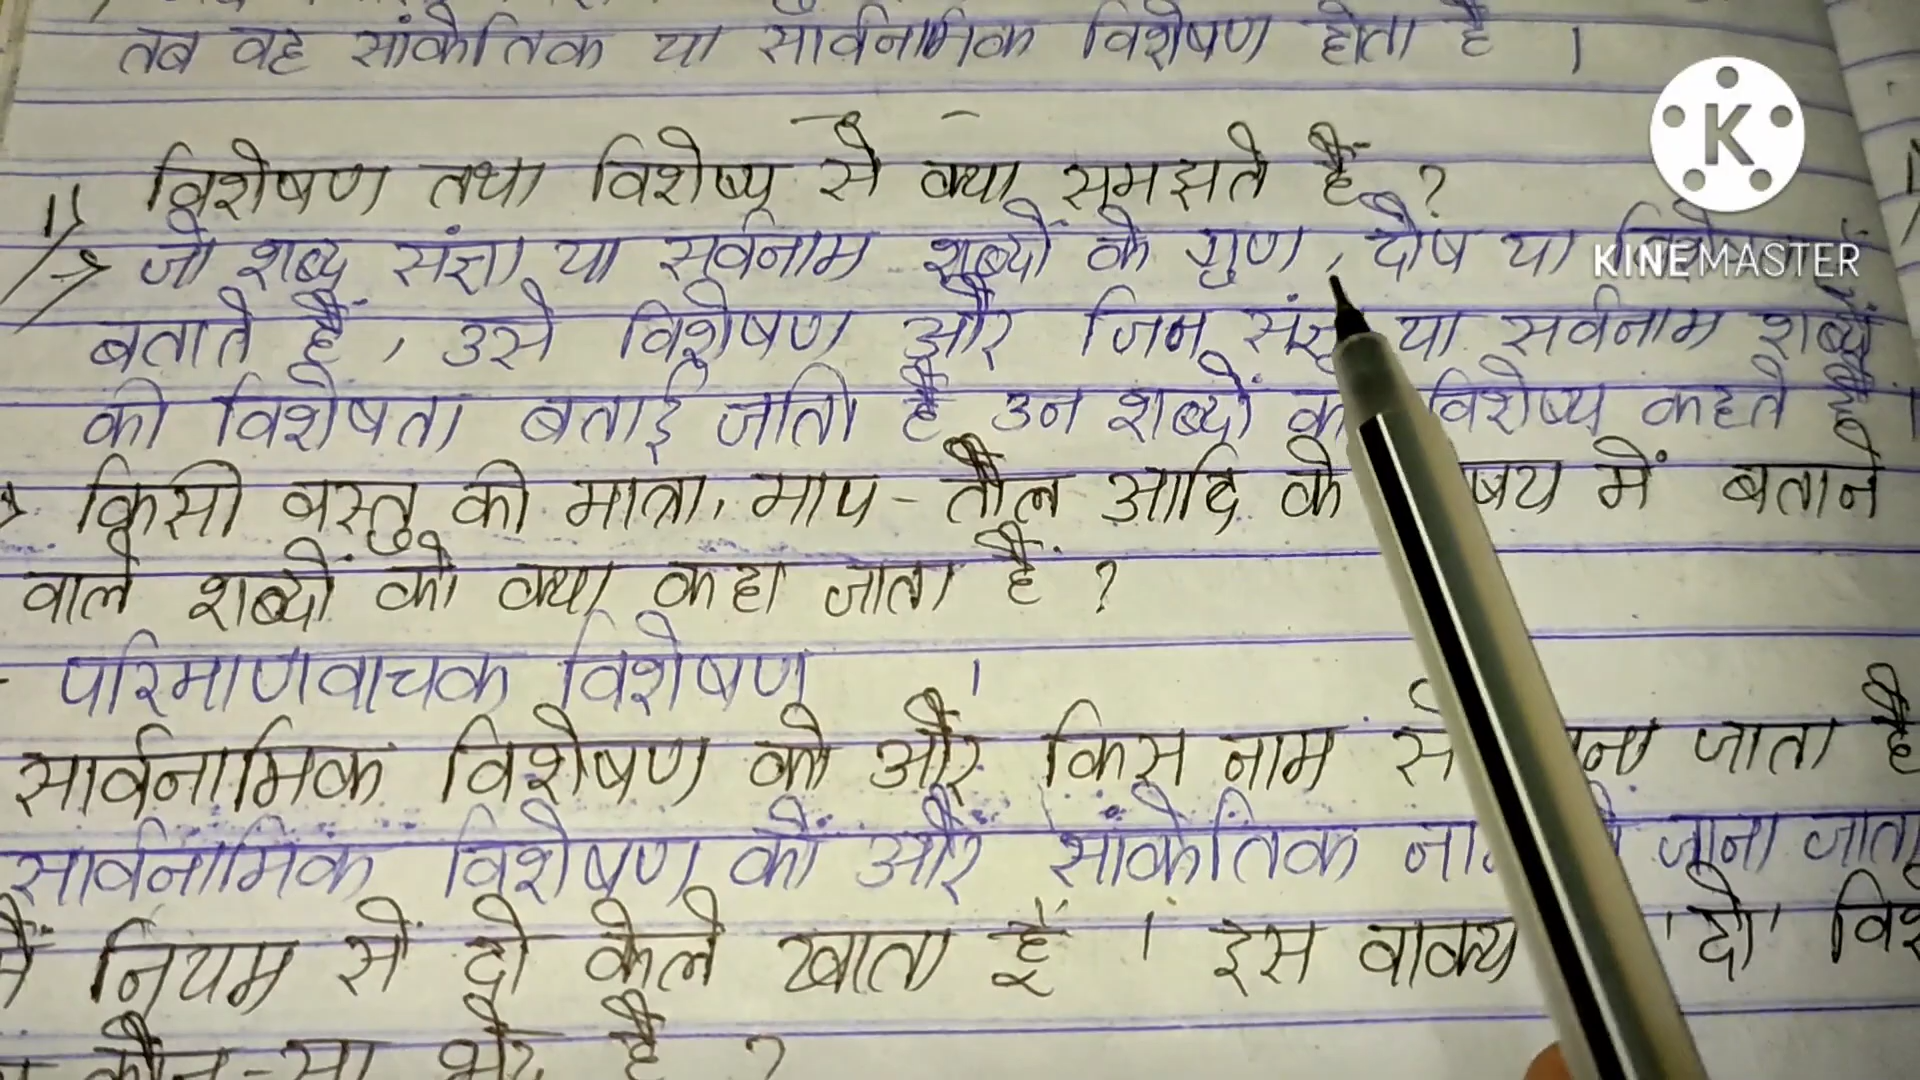 तब वह सांकेतिक या सार्वनामिक विशेषण होता है ।
विशेषण तथा विशेष्य से क्या समझते हैं ?
जो शब्द संज्ञा या सर्वनाम शब्दों के गुण, दोष या
K
KINEMASTER
बताते हैं , उसे विशेषण और जिन संज्ञा या सर्वनाम शब्दों
की विशेषता बताई जाती है उन शब्दों विशेष्य कहते हैं ।
किसी वस्तु की मात्रा, माप - तौल आदि के में बताने
वाले शब्दों को क्या कहा जाता है ?
परिमाणवाचक विशेषण ।
सार्वनामिक विशेषण को और किस नाम जाता है
सार्वनामिक विशेषण को और सांकेतिक जाना जाता
नियम से दो केले खाता हूँ । इस वाक्य 'दो'
कौन-सा भेद है ?